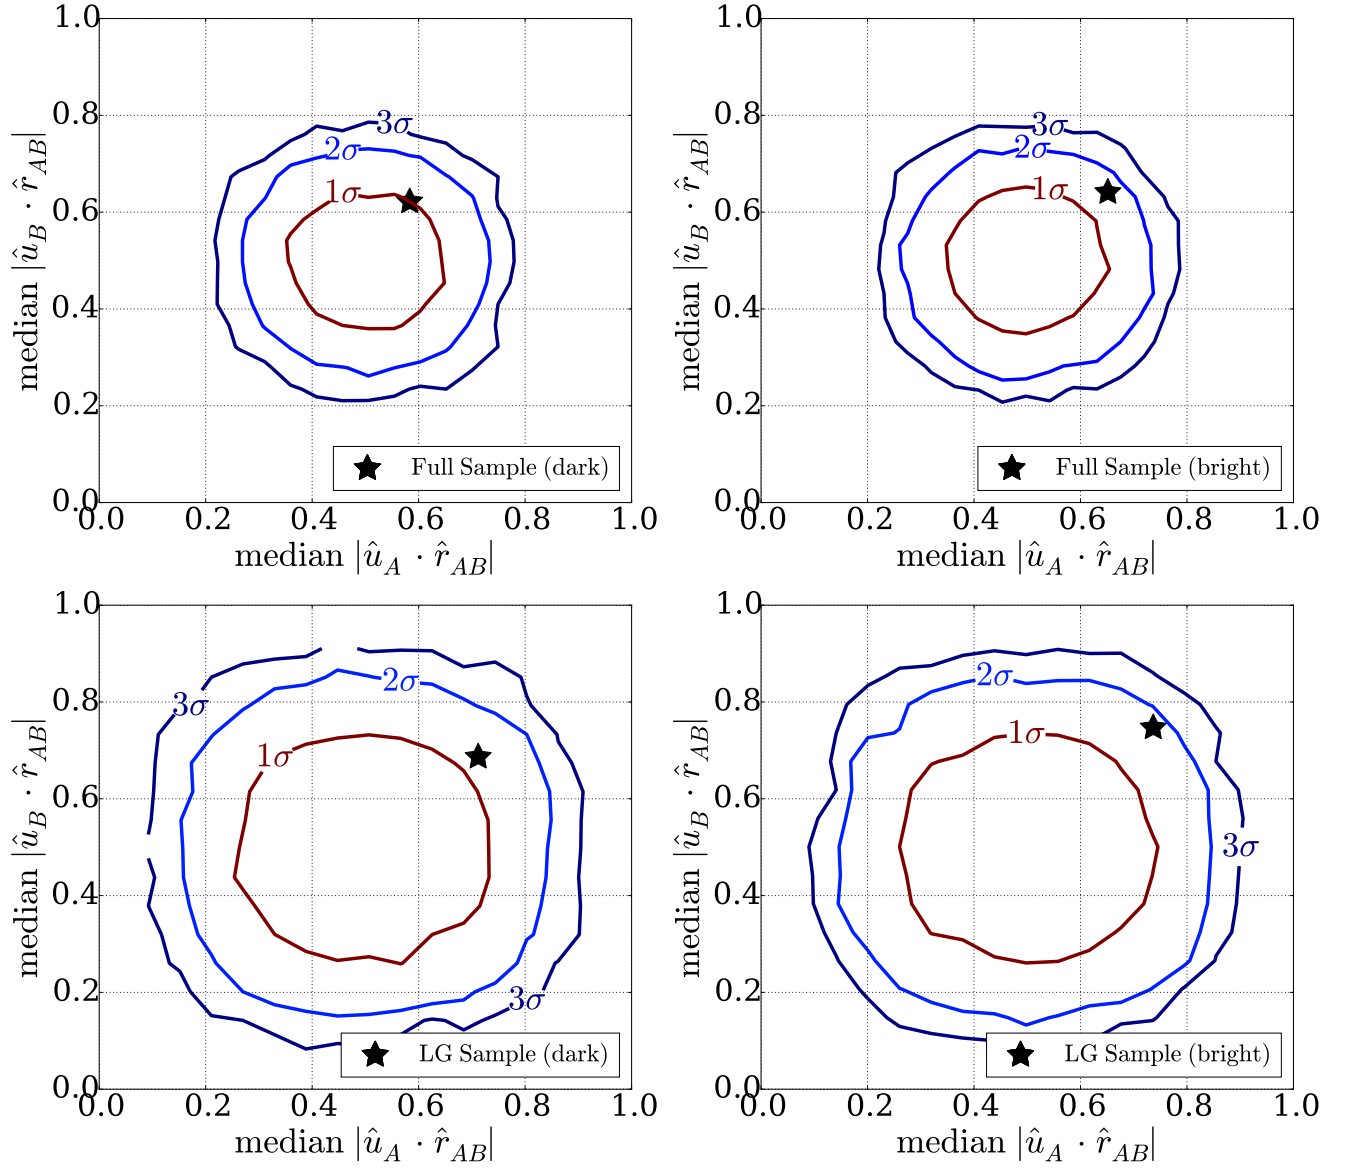 1.0
0.8
0.6
0.4
0.2
0.0
3σ
2σ
1σ
Full Sample (dark)
0.0 0.2 0.4 0.6 0.8 1.0
median |û_A · r̂_AB|
median |û_B · r̂_AB|
1.0
0.8
0.6
0.4
0.2
0.0
3σ
2σ
1σ
Full Sample (bright)
0.0 0.2 0.4 0.6 0.8 1.0
median |û_A · r̂_AB|
median |û_B · r̂_AB|
1.0
0.8
0.6
0.4
0.2
0.0
2σ
3σ
1σ
3σ
LG Sample (dark)
0.0 0.2 0.4 0.6 0.8 1.0
median |û_A · r̂_AB|
median |û_B · r̂_AB|
1.0
0.8
0.6
0.4
0.2
0.0
2σ
1σ
3σ
LG Sample (bright)
0.0 0.2 0.4 0.6 0.8 1.0
median |û_A · r̂_AB|
median |û_B · r̂_AB|